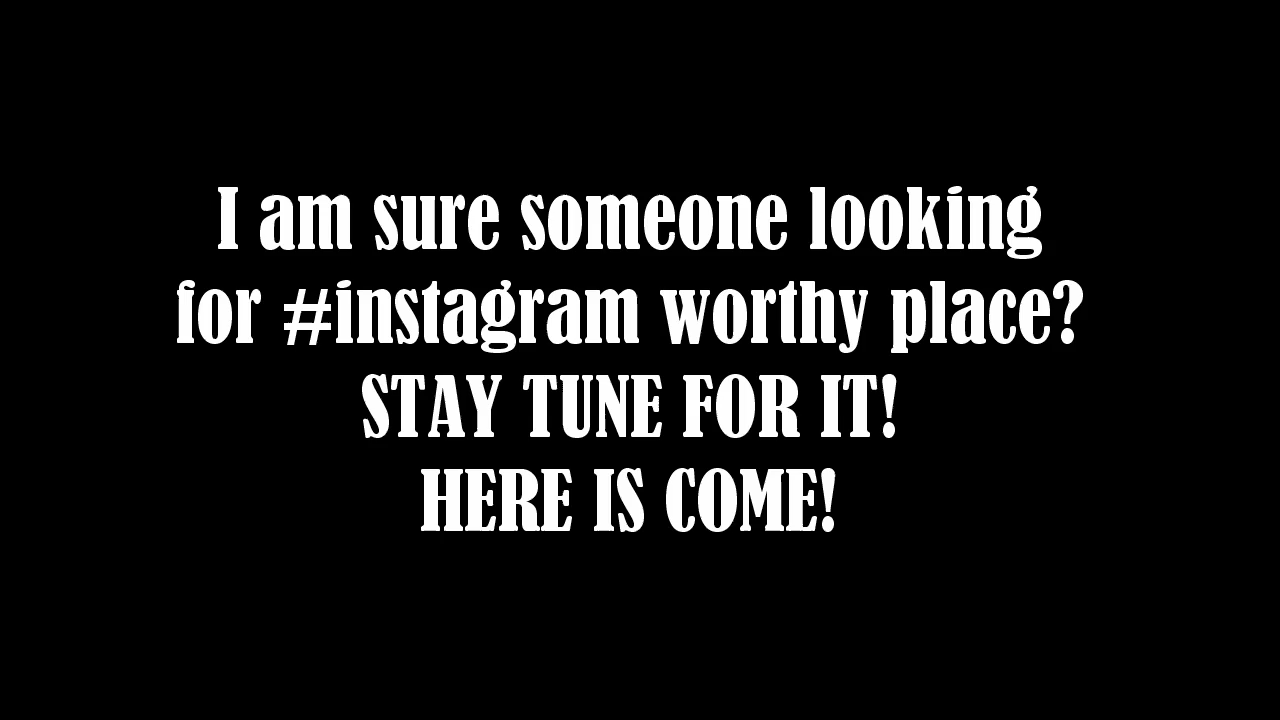 I am sure someone looking
for #instagram worthy place?
STAY TUNE FOR IT!
HERE IS COME!